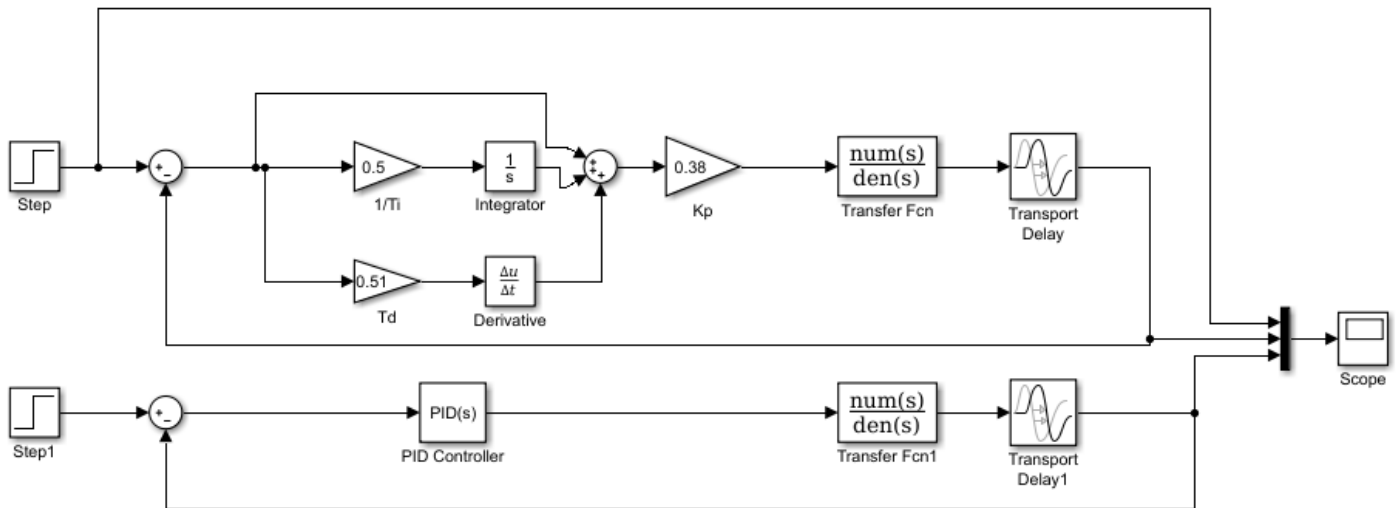 Step
+
-
0.5
1/Ti
1
s
Integrator
+
+
+
0.38
Kp
num(s)
den(s)
Transfer Fcn
Transport
Delay
0.51
Td
Δu
Δt
Derivative
Scope
Step1
+
-
PID(s)
PID Controller
num(s)
den(s)
Transfer Fcn1
Transport
Delay1